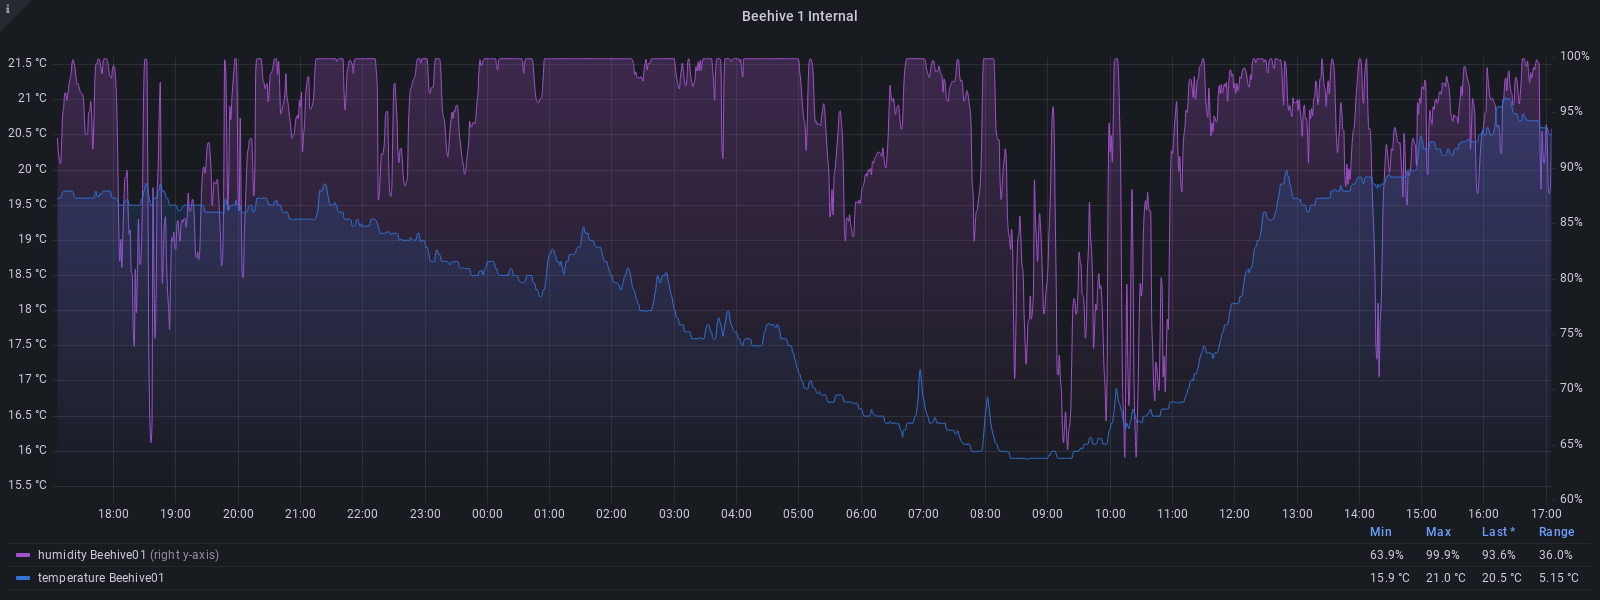 i
Beehive 1 Internal
21.5 °C
21 °C
20.5 °C
20 °C
19.5 °C
19 °C
18.5 °C
18 °C
17.5 °C
17 °C
16.5 °C
16 °C
15.5 °C
100%
95%
90%
85%
80%
75%
70%
65%
60%
18:00 19:00 20:00 21:00 22:00 23:00 00:00 01:00 02:00 03:00 04:00 05:00 06:00 07:00 08:00 09:00 10:00 11:00 12:00 13:00 14:00 15:00 16:00 17:00
Min Max Last * Range
humidity Beehive01 (right y-axis) 63.9% 99.9% 93.6% 36.0%
temperature Beehive01 15.9 °C 21.0 °C 20.5 °C 5.15 °C